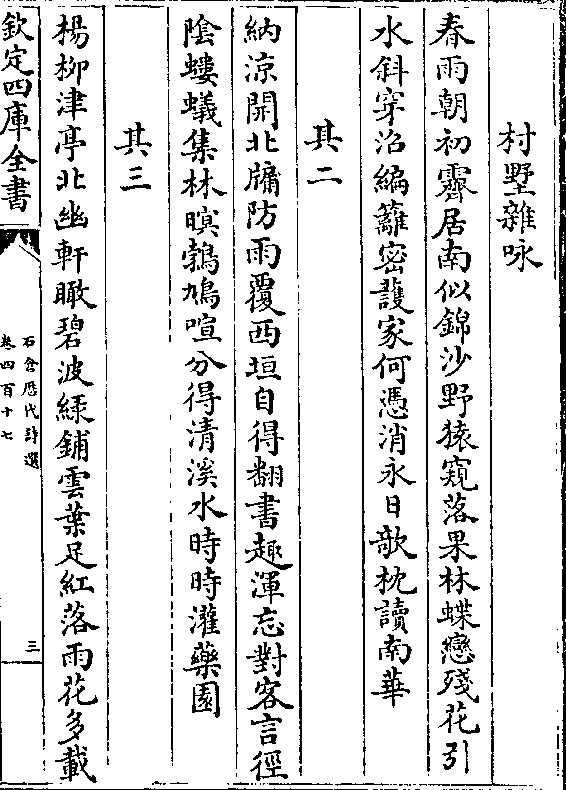 村墅雜咏
春雨朝初霽居南似錦沙野猿窺落果林蝶戀殘花引
水斜穿沼編籬密護家何憑消永日欹枕讀南華
其二
納凉開北牖防雨覆西垣自得翻書趣渾忘對客言徑
陰螻蟻集林暝鵓鳩喧分得清溪水時時灌藥園
其三
楊柳津亭北幽軒瞰碧波綠鋪雲葉足紅落雨花多載
欽定四庫全書
石倉歷代詩選
卷四百十七
三